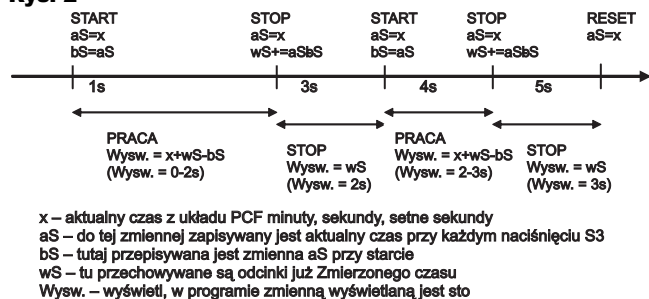 START STOP START STOP RESET
aS=x aS=x aS=x aS=x aS=x
bS=aS wS+=aSbS bS=aS wS+=aSbS
1s 3s 4s 5s
PRACA
Wysw. = x+wS-bS
(Wysw. = 0-2s)
STOP
Wysw. = wS
(Wysw. = 2s)
PRACA
Wysw. = x+wS-bS
(Wysw. = 2-3s)
STOP
Wysw. = wS
(Wysw. = 3s)
x – aktualny czas z układu PCF minuty, sekundy, setne sekundy
aS – do tej zmiennej zapisywany jest aktualny czas przy każdym naciśnięciu S3
bS – tutaj przepisywana jest zmienna aS przy starcie
wS – tu przechowywane są odcinki już Zmierzonego czasu
Wysw. – wyświetl, w programie zmienną wyświetlaną jest sto